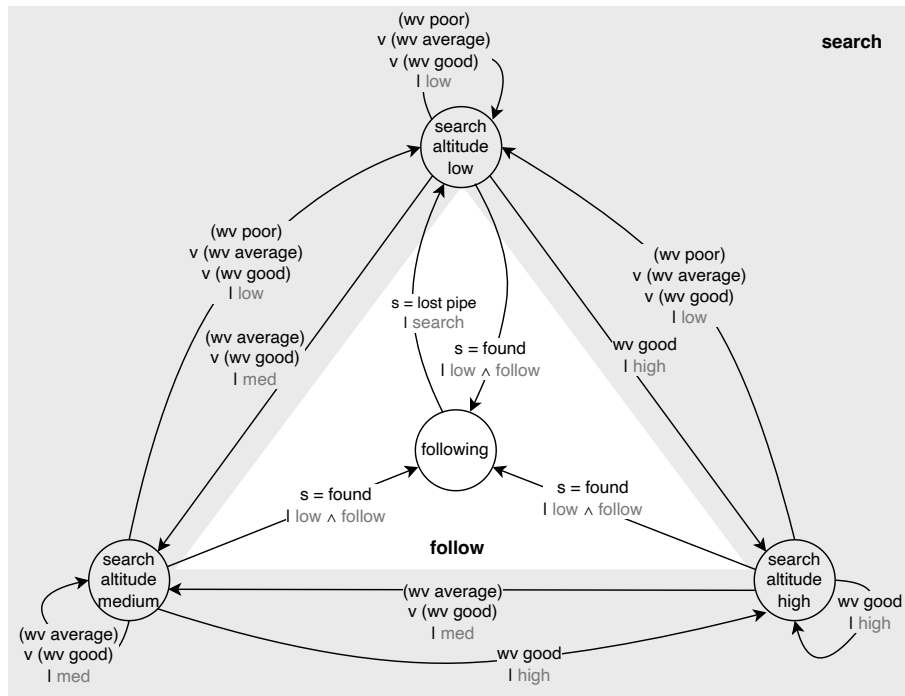 (wv poor)
v (wv average)
v (wv good)
| low
search
search
altitude
low
(wv poor)
v (wv average)
v (wv good)
| low
(wv poor)
v (wv average)
v (wv good)
| low
s = lost pipe
| search
(wv average)
v (wv good)
| med
s = found
| low ∧ follow
wv good
| high
following
s = found
| low ∧ follow
s = found
| low ∧ follow
follow
search
altitude
medium
search
altitude
high
(wv average)
v (wv good)
| med
wv good
| high
(wv average)
v (wv good)
| med
wv good
| high